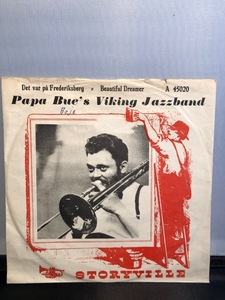 Det var på Frederiksberg - Beautiful Dreamer A 45020
Papa Bue's Viking Jazzband
STORYVILLE